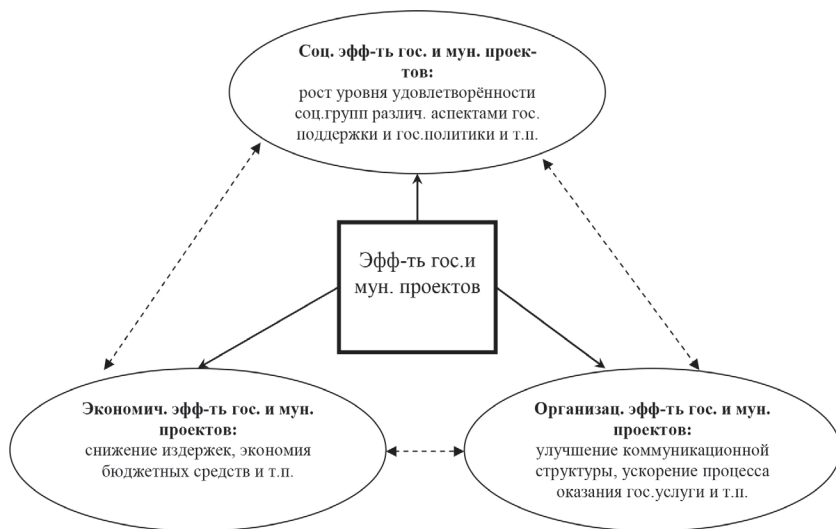 Соц. эфф-ть гос. и мун. проек-
тов:
рост уровня удовлетворённости
соц.групп различ. аспектами гос.
поддержки и гос.политики и т.п.
Эфф-ть гос.и
мун. проектов
Экономич. эфф-ть гос. и мун.
проектов:
снижение издержек, экономия
бюджетных средств и т.п.
Организац. эфф-ть гос. и мун.
проектов:
улучшение коммуникационной
структуры, ускорение процесса
оказания гос.услуги и т.п.